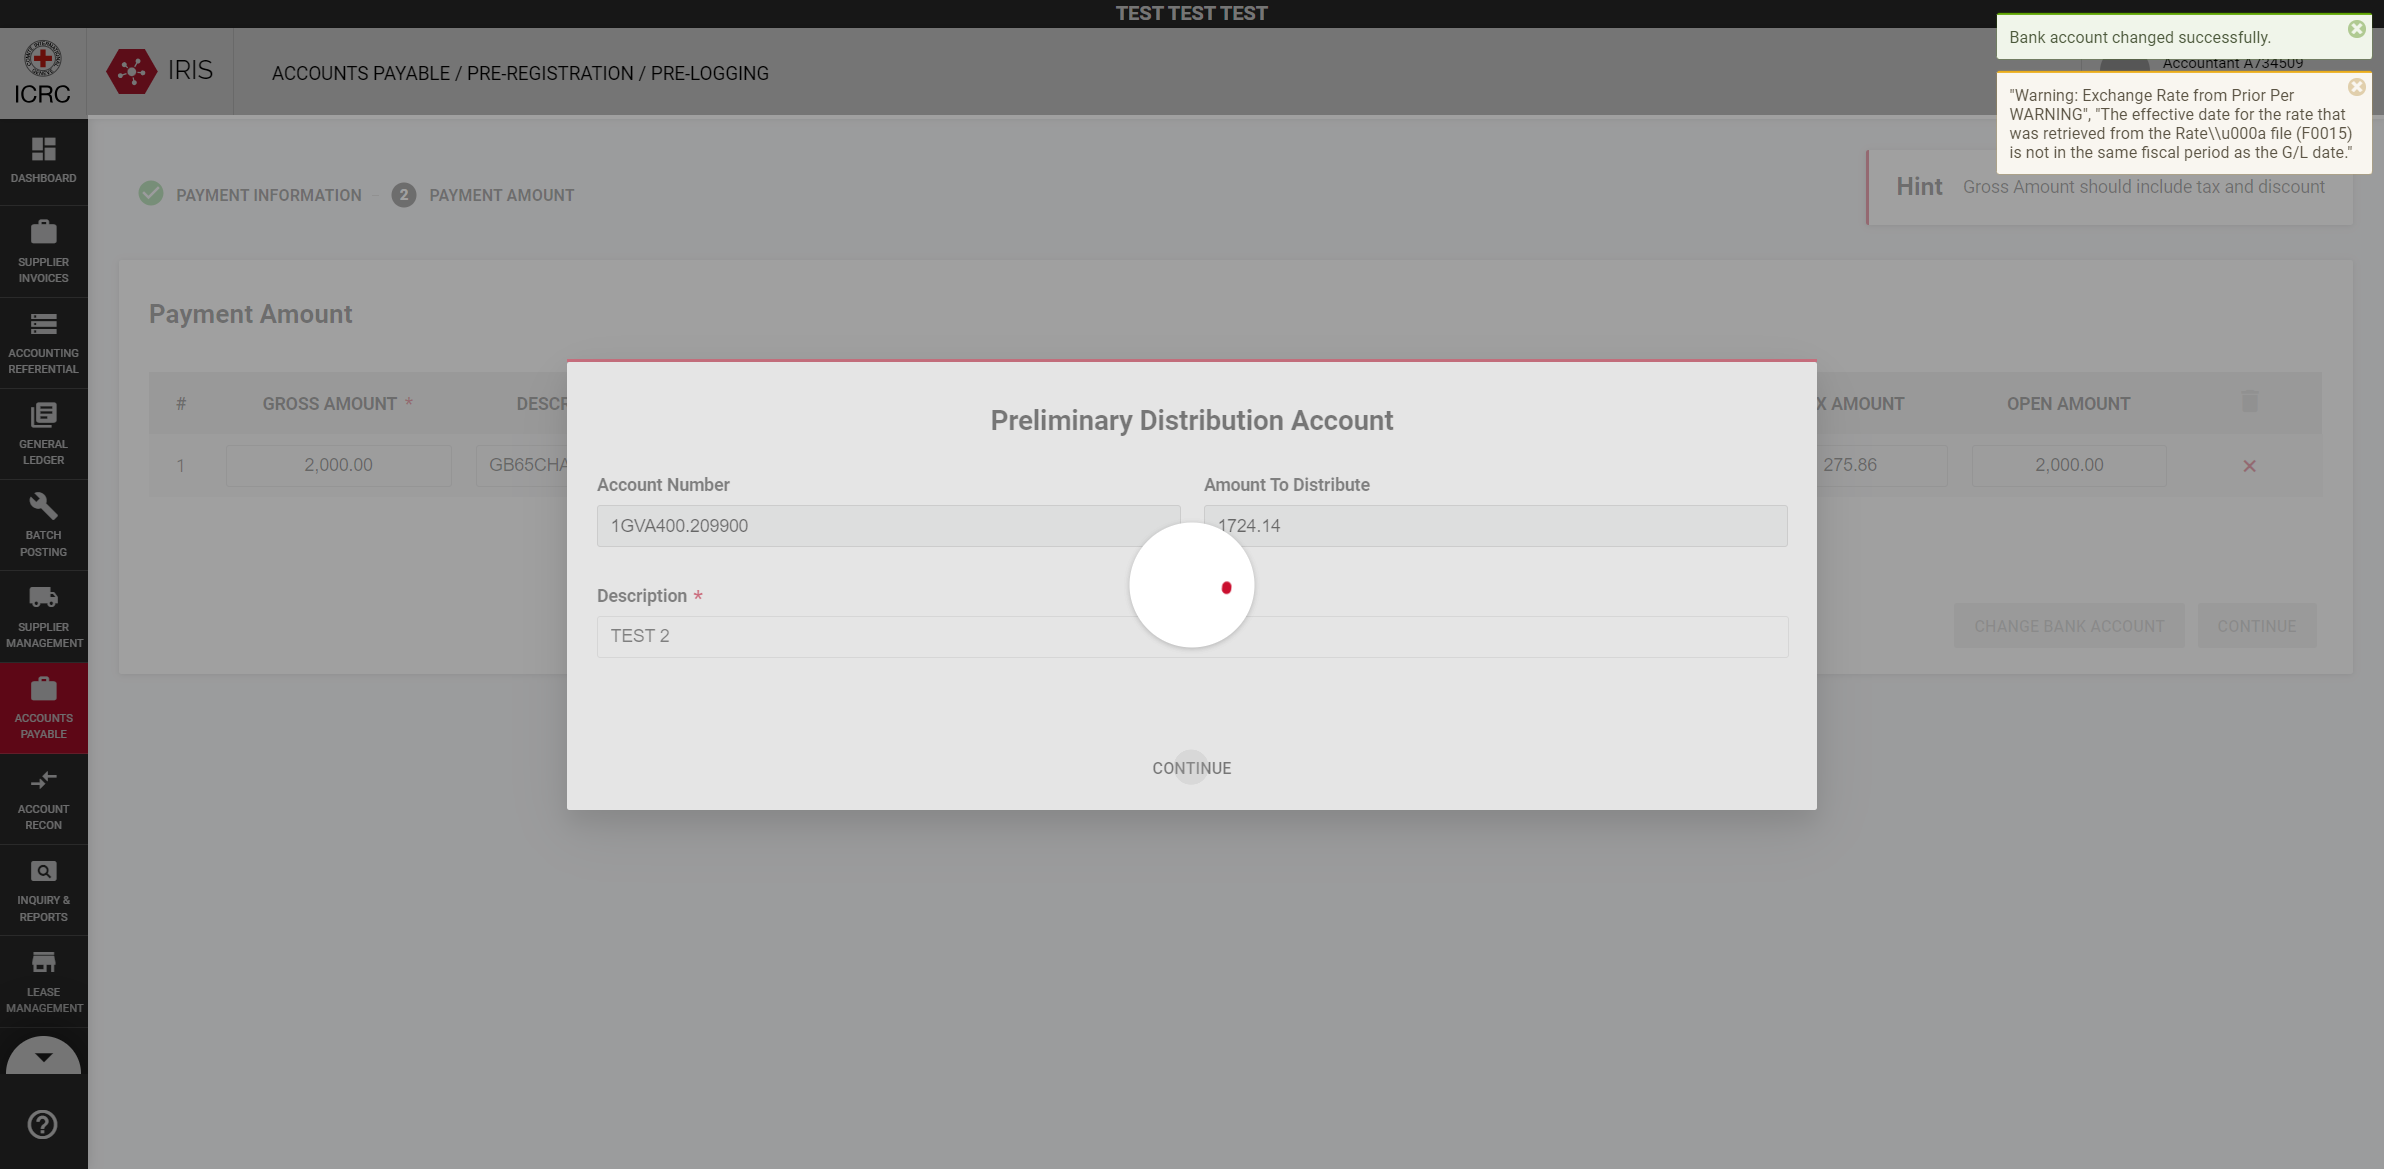 TEST TEST TEST
ICRC
IRIS
ACCOUNTS PAYABLE / PRE-REGISTRATION / PRE-LOGGING
Accountant A734509
Bank account changed successfully.
"Warning: Exchange Rate from Prior Per
WARNING", "The effective date for the rate that
was retrieved from the Rate\\u000a file (F0015)
is not in the same fiscal period as the G/L date."
DASHBOARD
SUPPLIER
INVOICES
ACCOUNTING
REFERENTIAL
GENERAL
LEDGER
BATCH
POSTING
SUPPLIER
MANAGEMENT
ACCOUNTS
PAYABLE
ACCOUNT
RECON
INQUIRY &
REPORTS
LEASE
MANAGEMENT
PAYMENT INFORMATION
2 PAYMENT AMOUNT
Hint Gross Amount should include tax and discount
Payment Amount
# GROSS AMOUNT * DESCR X AMOUNT OPEN AMOUNT
1 2,000.00 GB65CHA 275.86 2,000.00
CHANGE BANK ACCOUNT CONTINUE
Preliminary Distribution Account
Account Number Amount To Distribute
1GVA400.209900 1724.14
Description *
TEST 2
CONTINUE